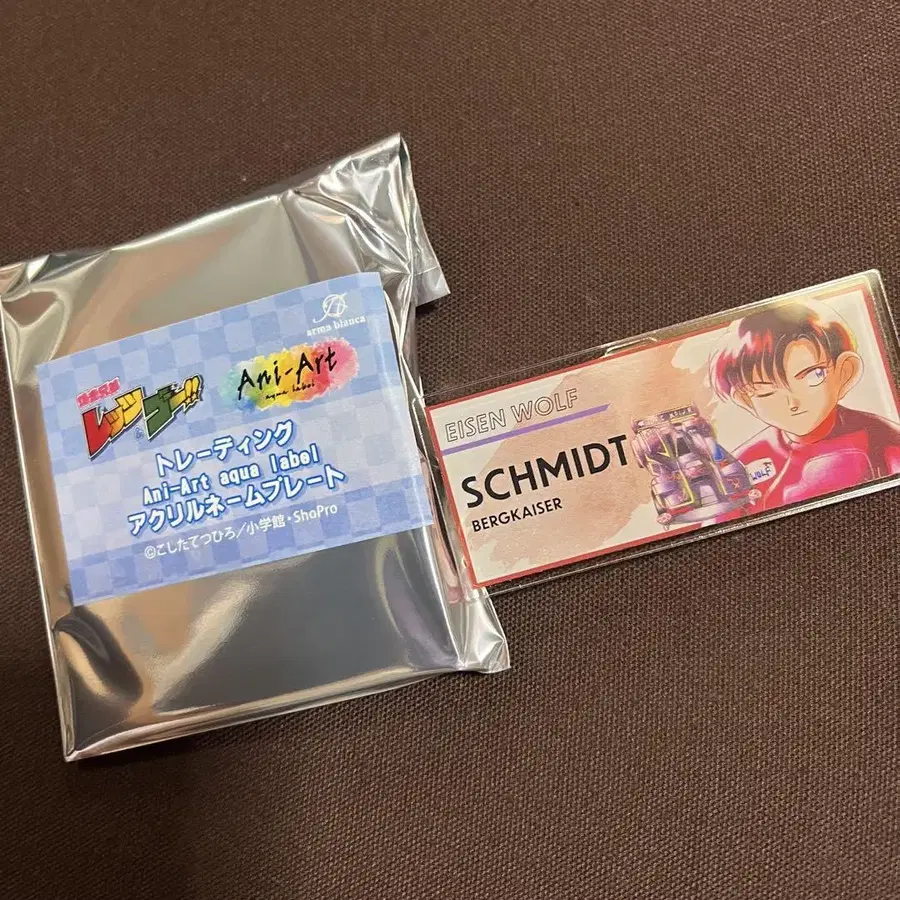 arma bianca
爆走兄弟
レッツ
&
ゴー!!
Ani-Art
aqua label
トレーディング
Ani-Art aqua label
アクリルネームプレート
©こしたてつひろ/小学館・ShoPro
EISEN WOLF
SCHMIDT
BERGKAISER
WOLF